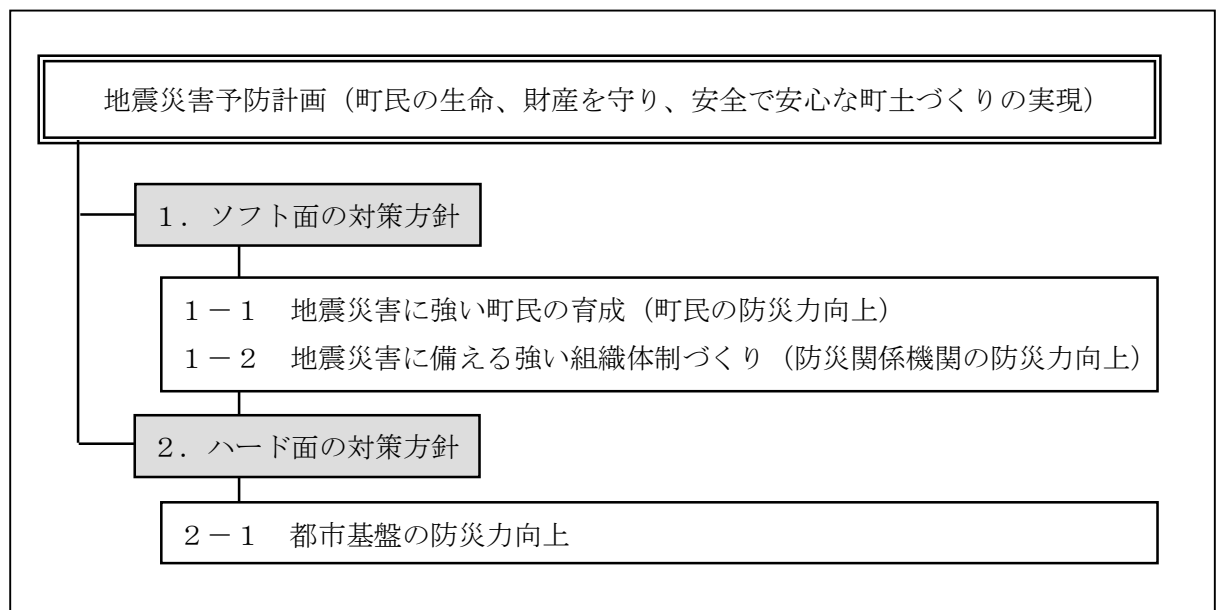 地震災害予防計画（町民の生命、財産を守り、安全で安心な町土づくりの実現）
１．ソフト面の対策方針
１－１　地震災害に強い町民の育成（町民の防災力向上）
１－２　地震災害に備える強い組織体制づくり（防災関係機関の防災力向上）
２．ハード面の対策方針
２－１　都市基盤の防災力向上